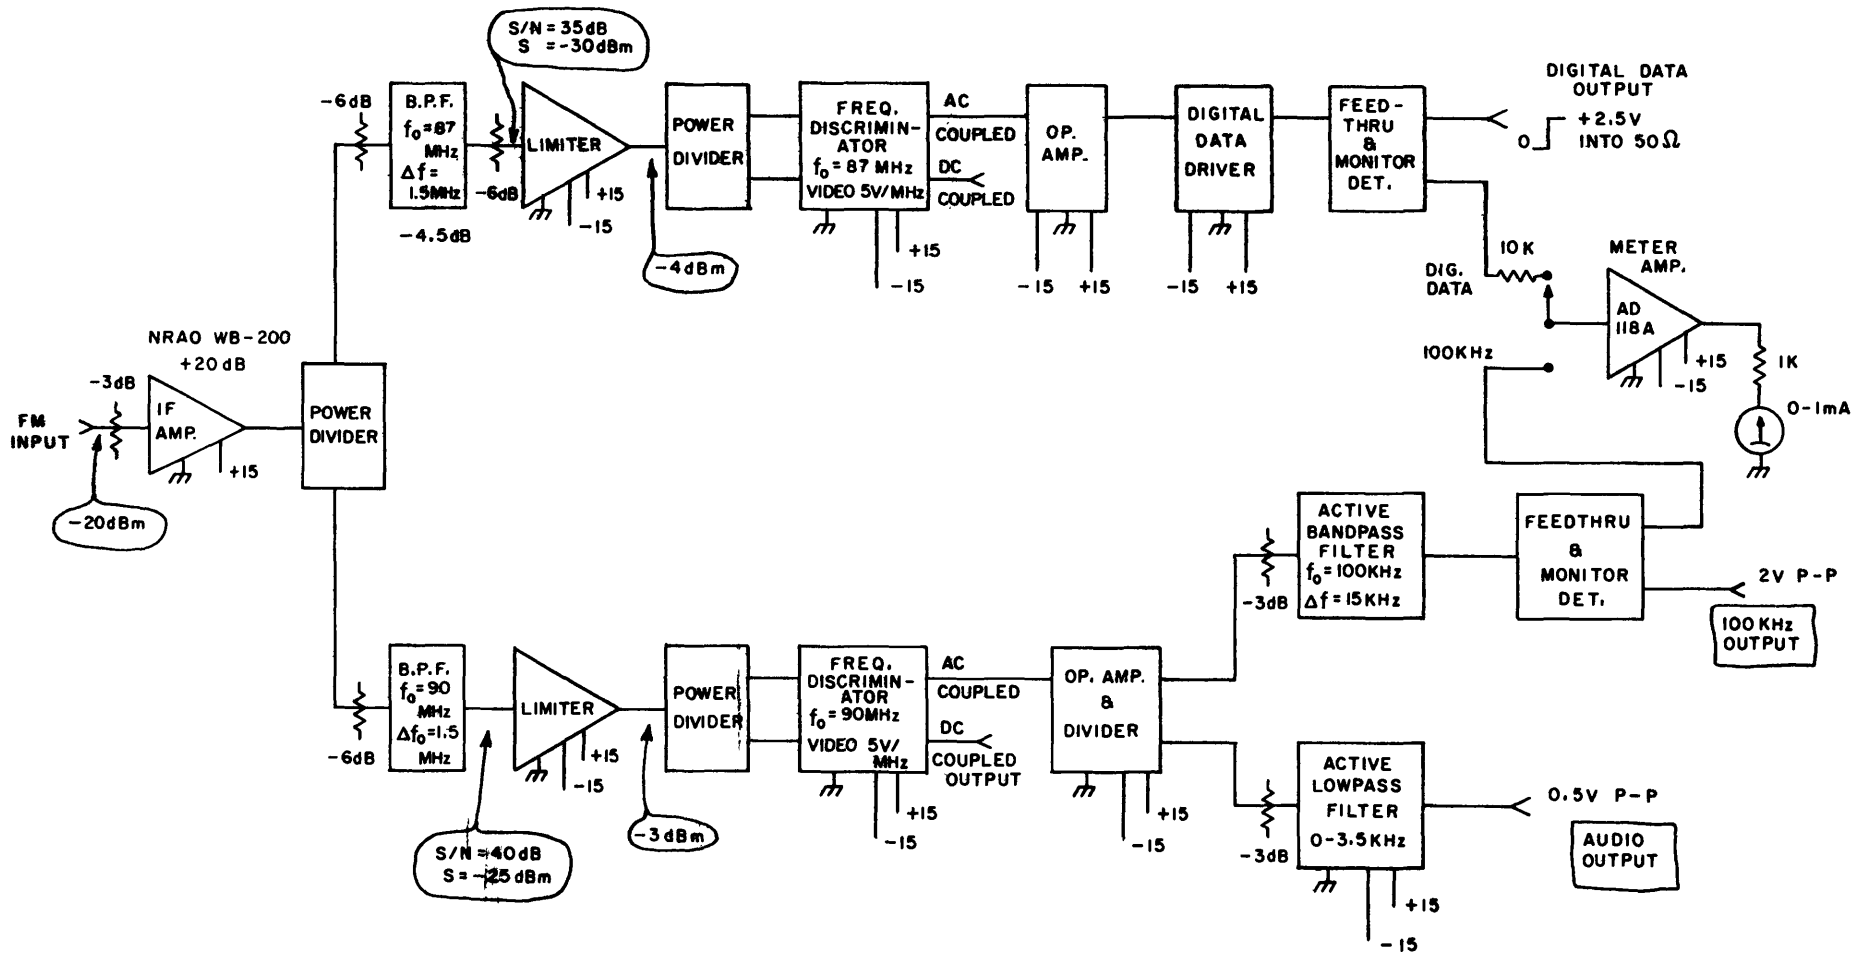 FM
INPUT
-20dBm
-3dB
NRAO WB-200
+20dB
IF
AMP.
+15
POWER
DIVIDER
-6dB
B.P.F.
f₀=87
MHz
Δf=
1.5MHz
-4.5dB
-6dB
S/N=35dB
S =-30dBm
LIMITER
+15
-15
-4dBm
POWER
DIVIDER
FREQ.
DISCRIMIN-
ATOR
f₀=87MHz
VIDEO 5V/MHz
+15
-15
AC
COUPLED
DC
COUPLED
OP.
AMP.
-15
+15
DIGITAL
DATA
DRIVER
-15
+15
FEED-
THRU
&
MONITOR
DET.
DIGITAL DATA
OUTPUT
+2.5V
0
INTO 50Ω
10K
DIG.
DATA
100KHz
METER
AMP.
AD
118A
+15
-15
1K
0-1mA
-6dB
B.P.F.
f₀=90
MHz
Δf₀=1.5
MHz
S/N=40dB
S=-25dBm
LIMITER
+15
-15
-3dBm
POWER
DIVIDER
FREQ.
DISCRIMIN-
ATOR
f₀=90MHz
VIDEO 5V/
MHz
+15
-15
AC
COUPLED
DC
COUPLED
OUTPUT
OP. AMP.
&
DIVIDER
+15
-15
-3dB
ACTIVE
BANDPASS
FILTER
f₀=100KHz
Δf=15KHz
FEEDTHRU
&
MONITOR
DET.
2V P-P
100KHz
OUTPUT
-3dB
ACTIVE
LOWPASS
FILTER
0-3.5KHz
+15
-15
0.5V P-P
AUDIO
OUTPUT